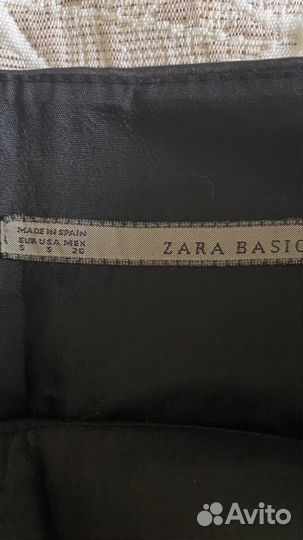 MADE IN SPAIN
EUR USA MEX
S S 26
ZARA BASIC
Avito